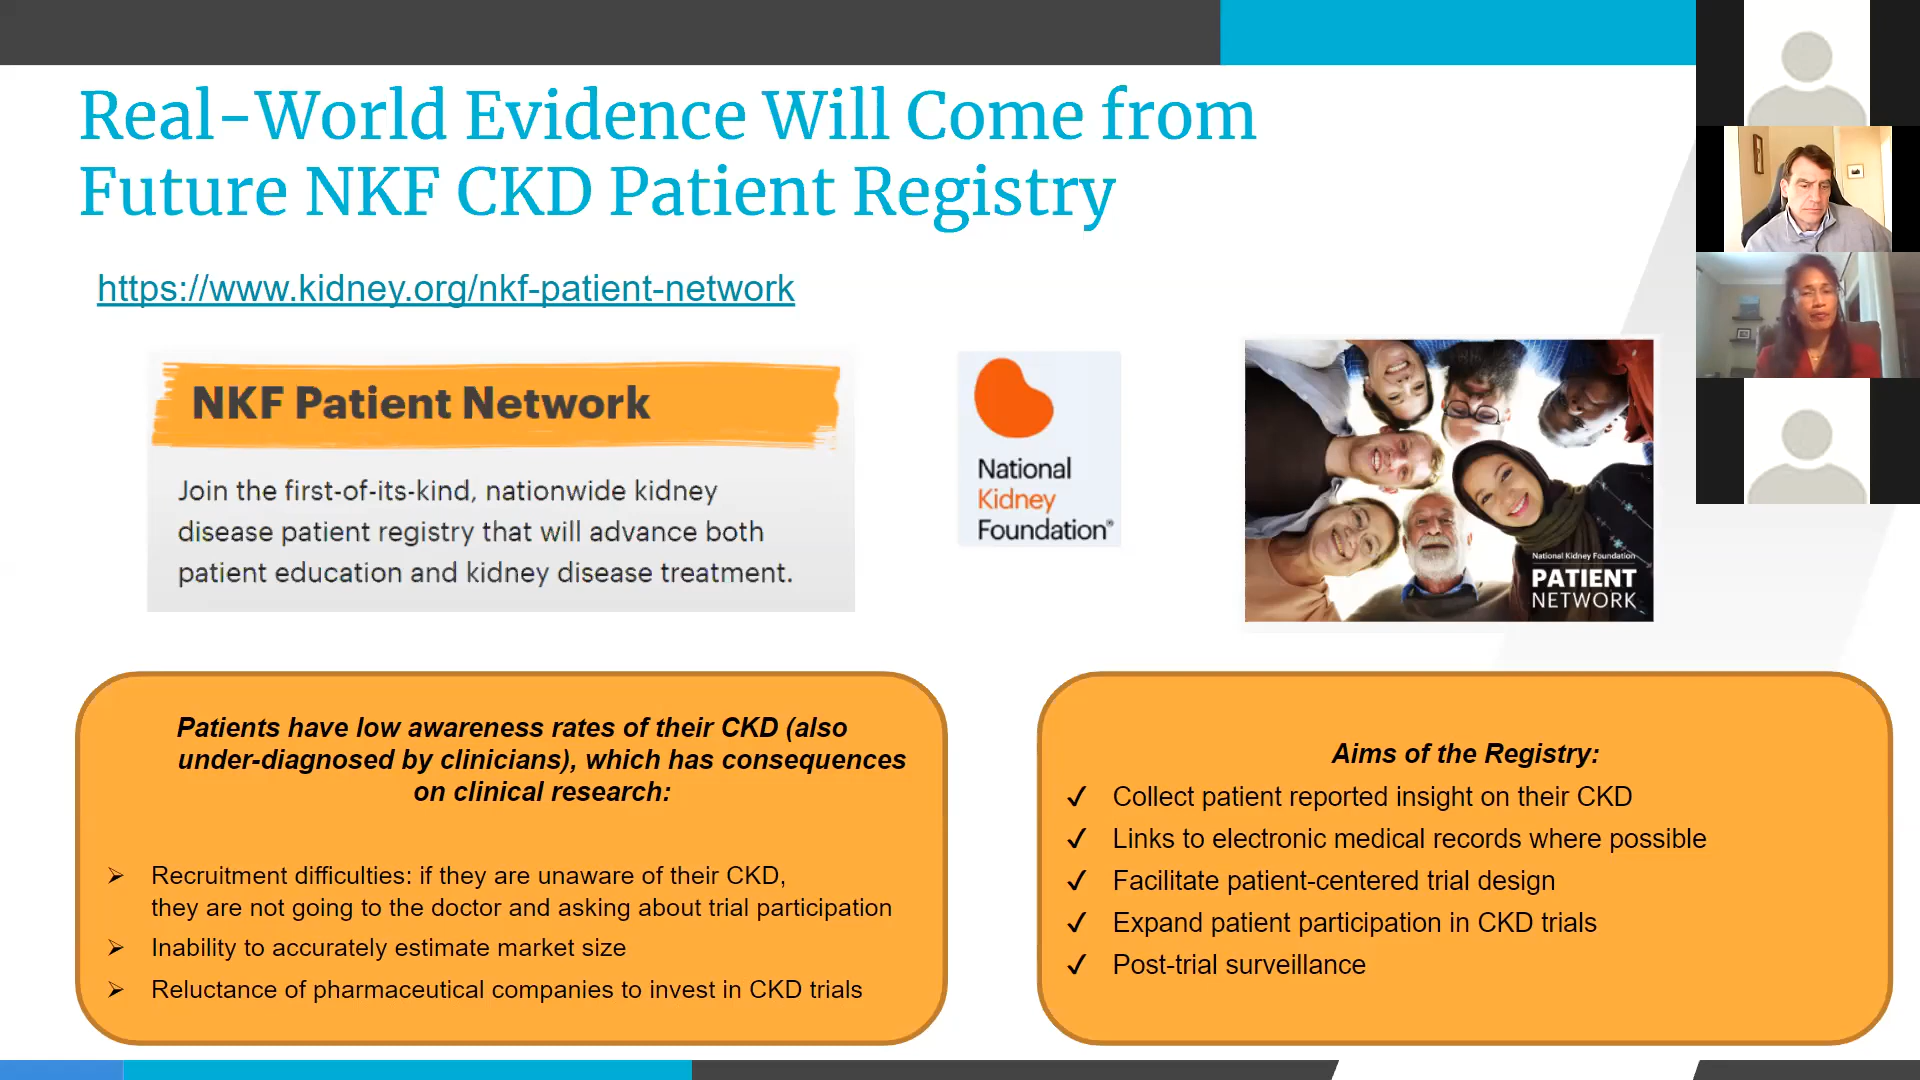 Real-World Evidence Will Come from
Future NKF CKD Patient Registry
https://www.kidney.org/nkf-patient-network
NKF Patient Network
Join the first-of-its-kind, nationwide kidney
disease patient registry that will advance both
patient education and kidney disease treatment.
National
Kidney
Foundation®
National Kidney Foundation
PATIENT
NETWORK
Patients have low awareness rates of their CKD (also
under-diagnosed by clinicians), which has consequences
on clinical research:
➢ Recruitment difficulties: if they are unaware of their CKD,
they are not going to the doctor and asking about trial participation
➢ Inability to accurately estimate market size
➢ Reluctance of pharmaceutical companies to invest in CKD trials
Aims of the Registry:
✓ Collect patient reported insight on their CKD
✓ Links to electronic medical records where possible
✓ Facilitate patient-centered trial design
✓ Expand patient participation in CKD trials
✓ Post-trial surveillance